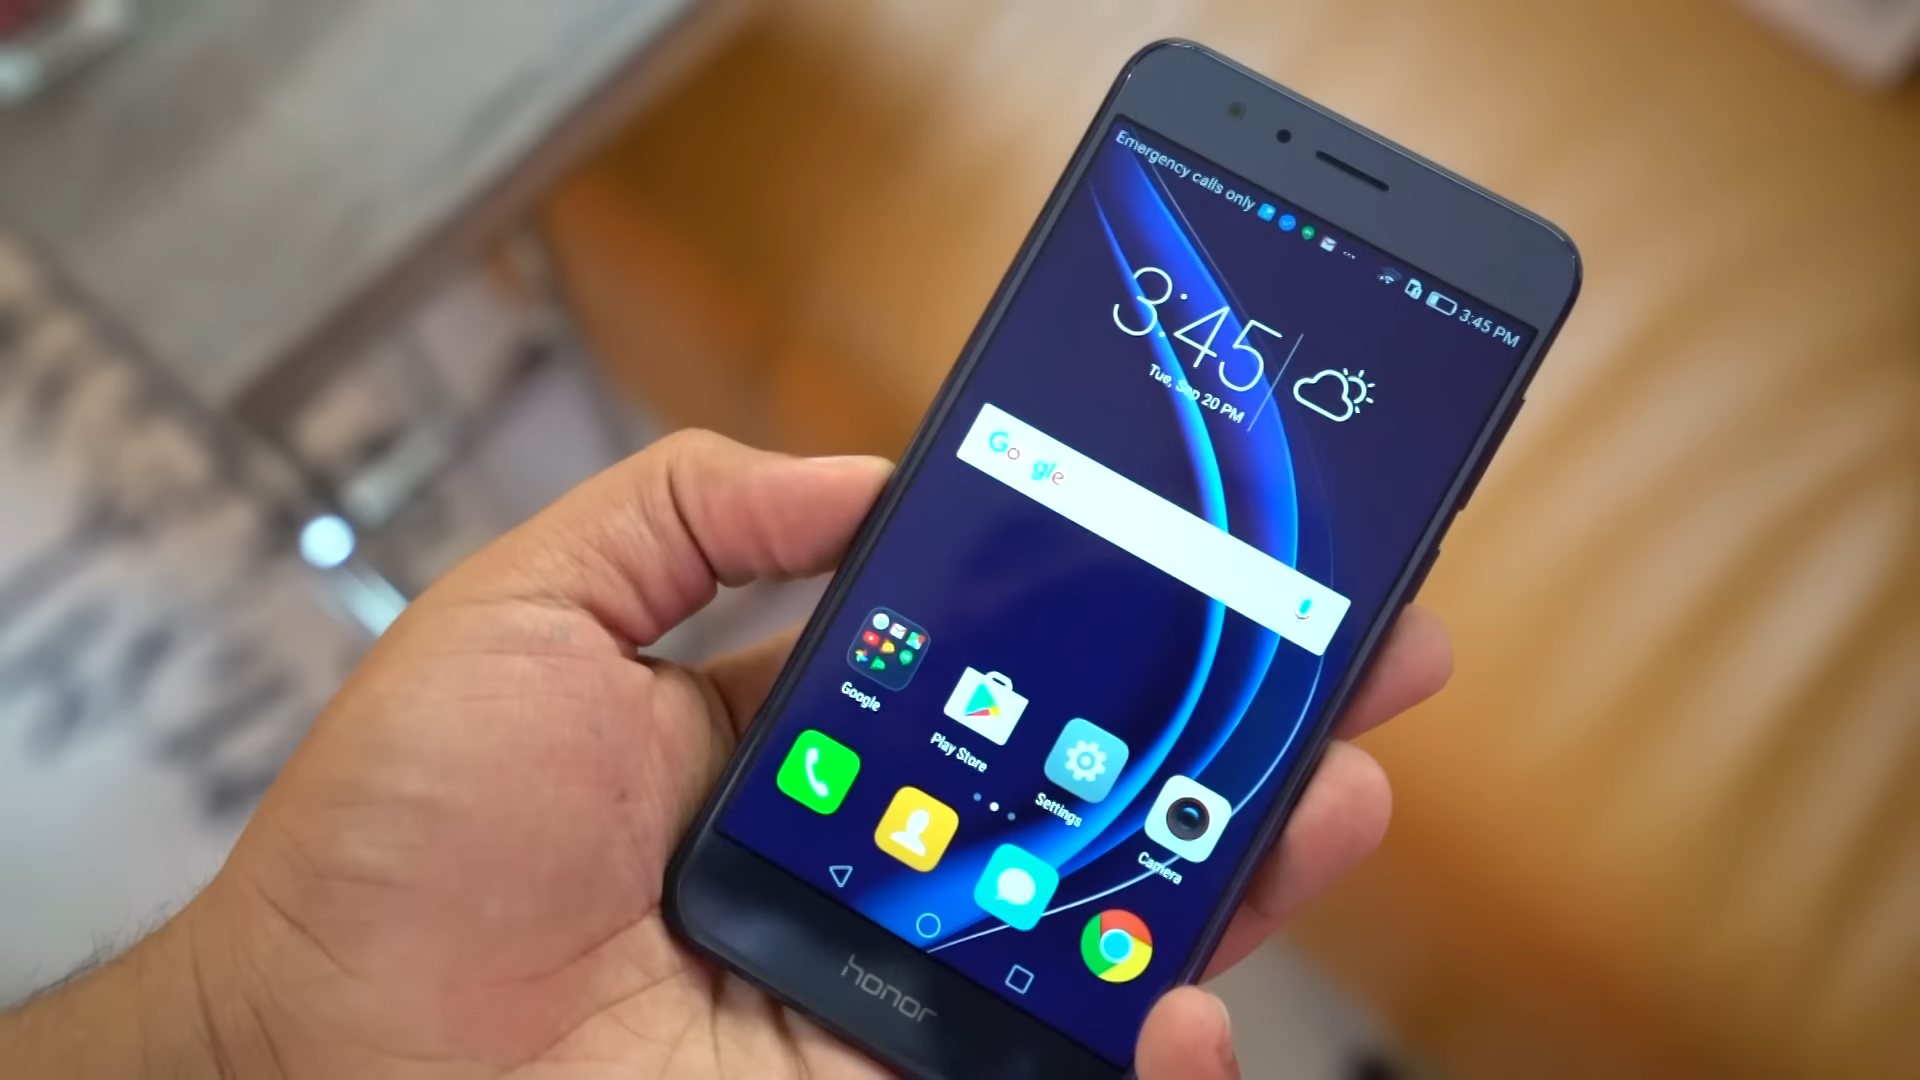 Emergency calls only
3:45 PM
3:45
Tue, Sep 20 PM
Google
Google
Play Store
Settings
Camera
honor